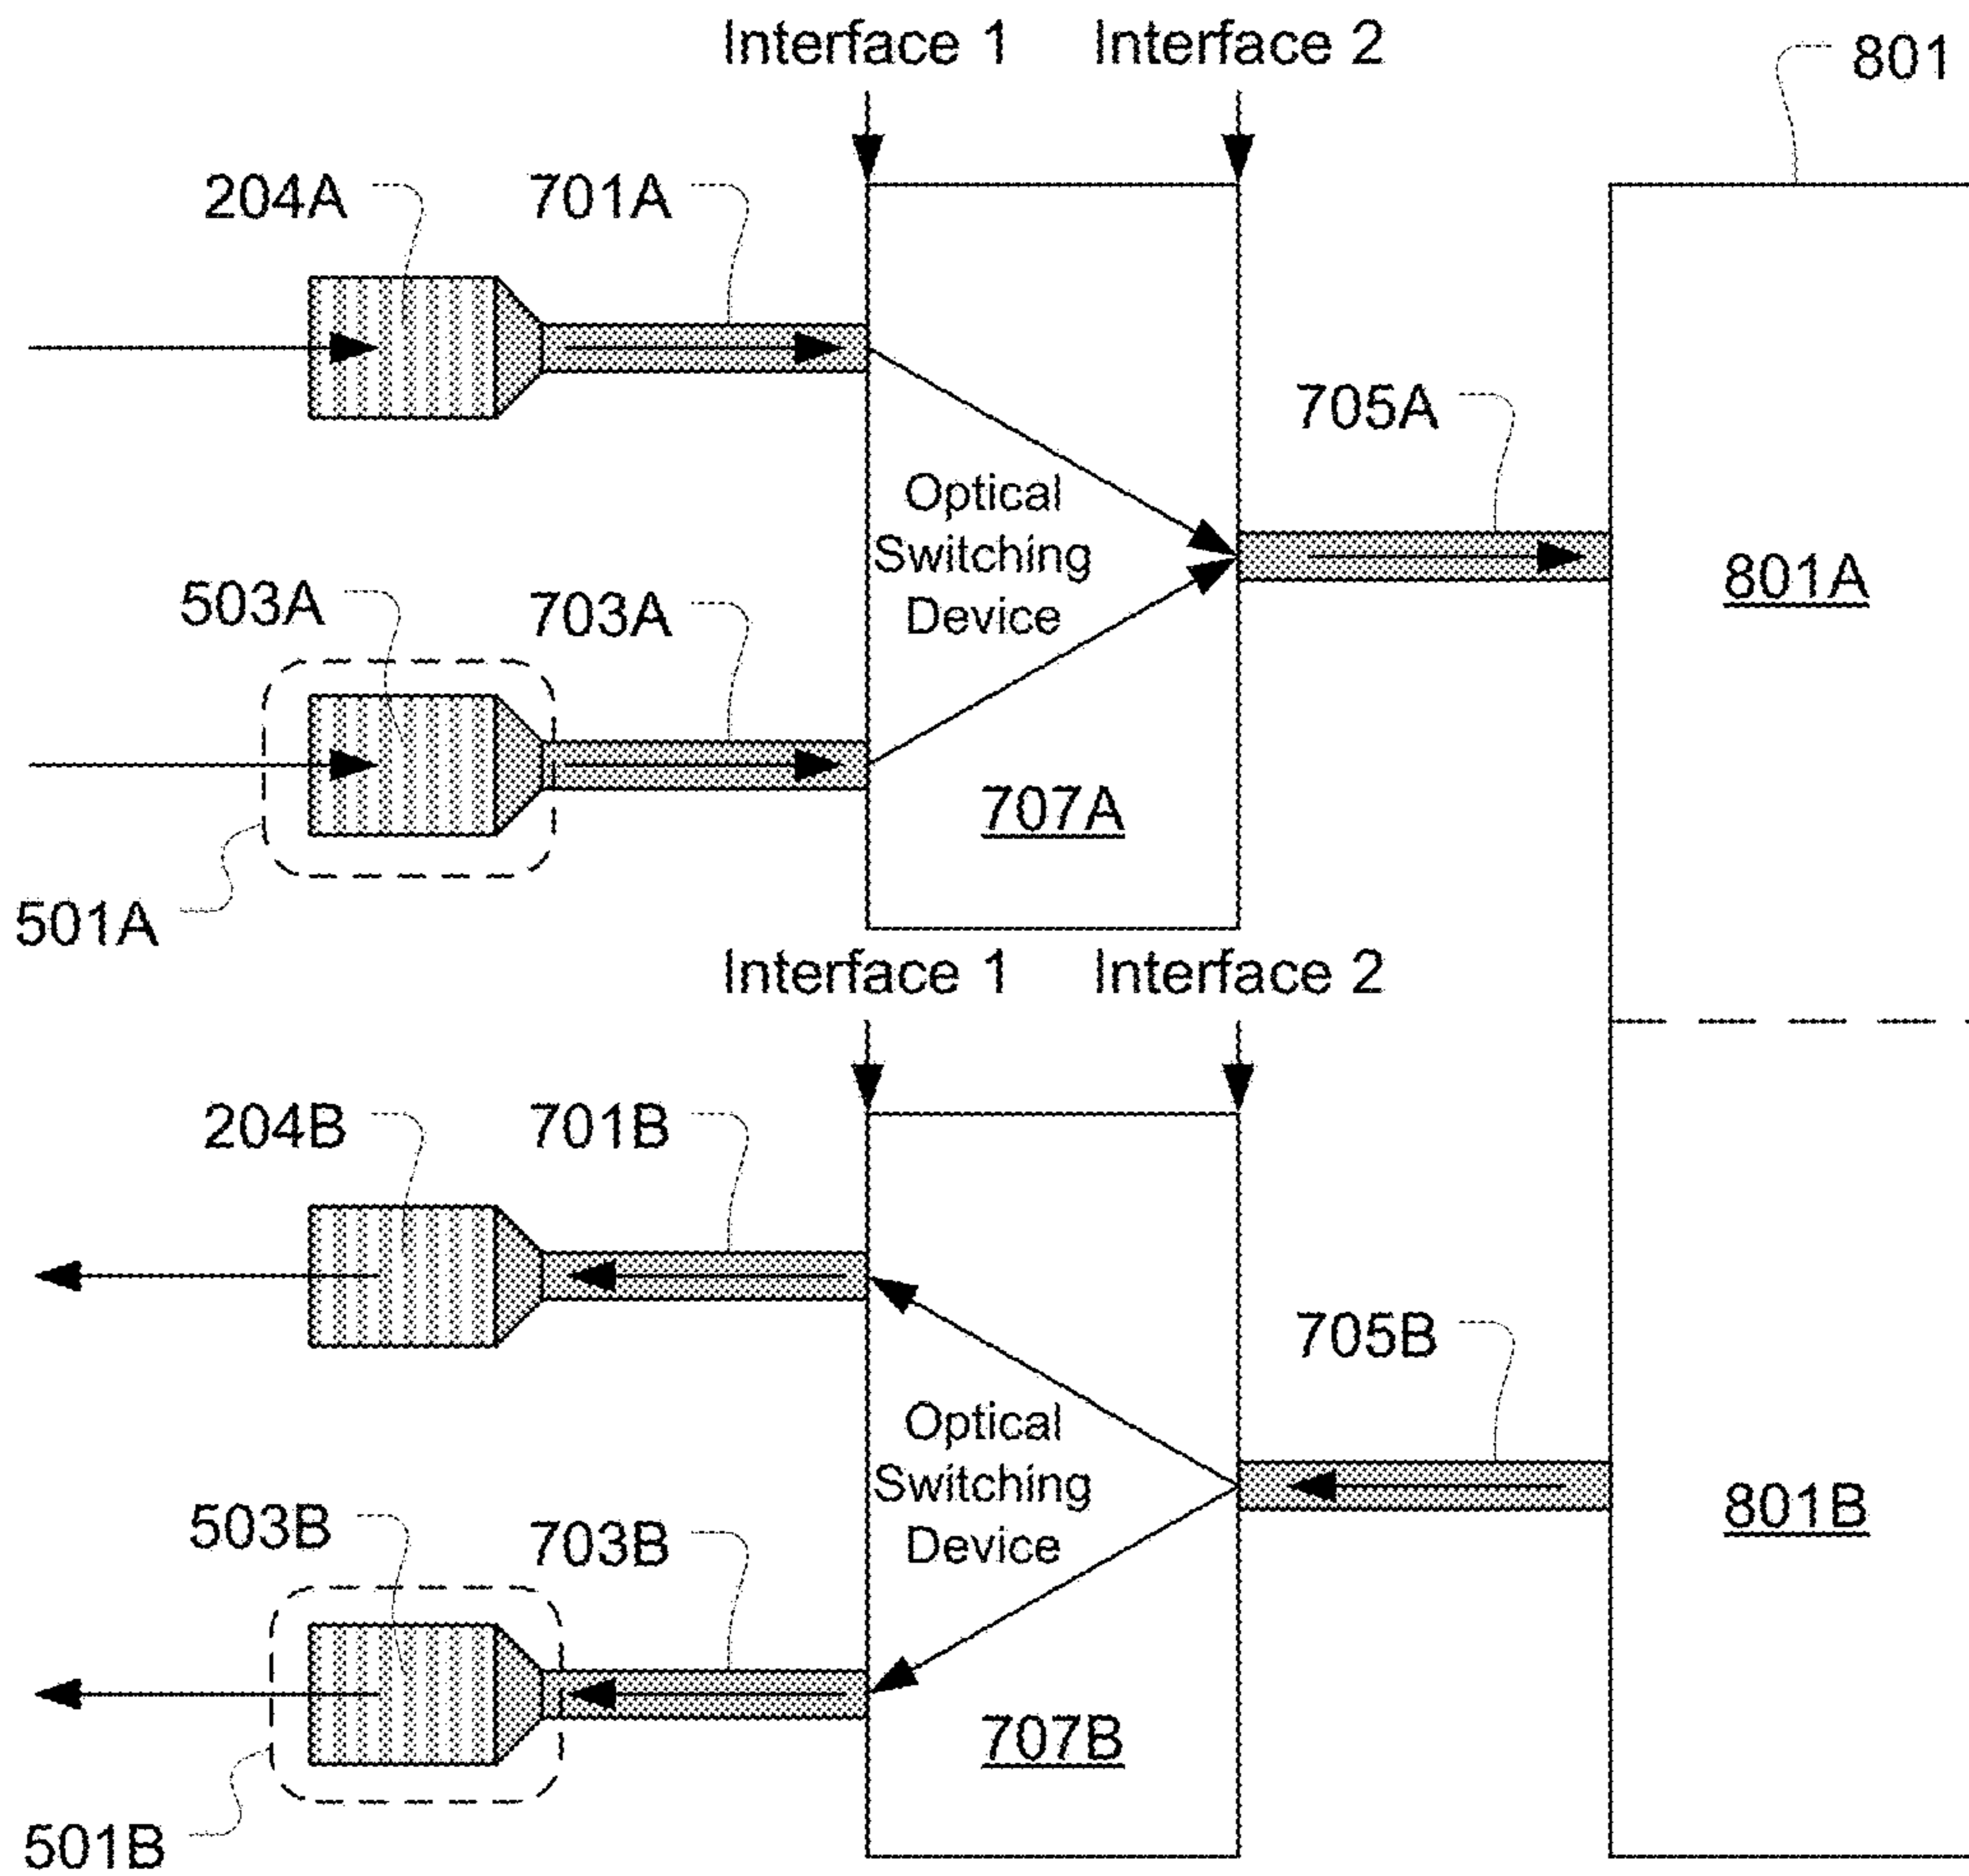 Interface 1 Interface 2
801
204A 701A
705A
Optical
Switching
Device
801A
503A 703A
707A
501A
Interface 1 Interface 2
204B 701B
705B
Optical
Switching
Device
801B
503B 703B
707B
501B